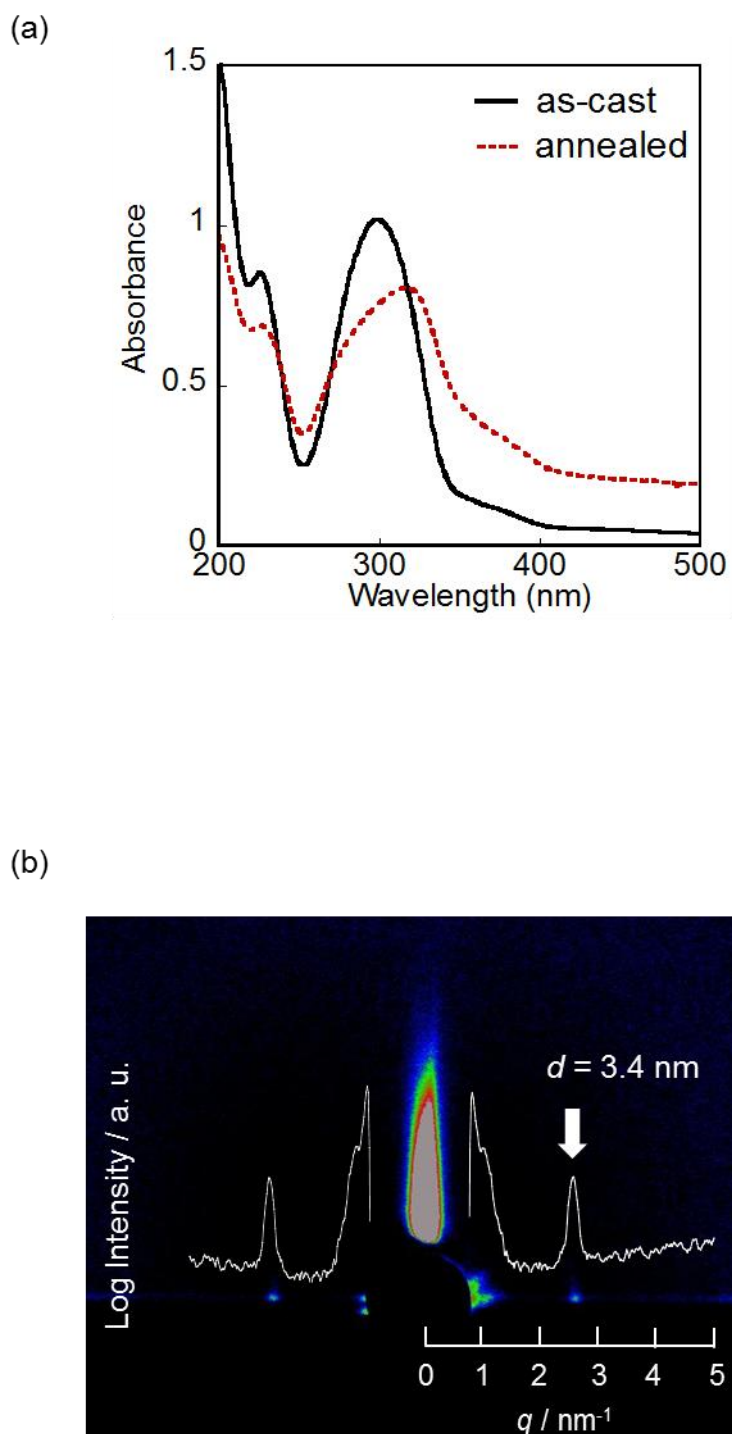 (a)
1.5
as-cast
annealed
1
Absorbance
0.5
0
200 300 400 500
Wavelength (nm)
(b)
d = 3.4 nm
Log Intensity / a. u.
0 1 2 3 4 5
q / nm⁻¹